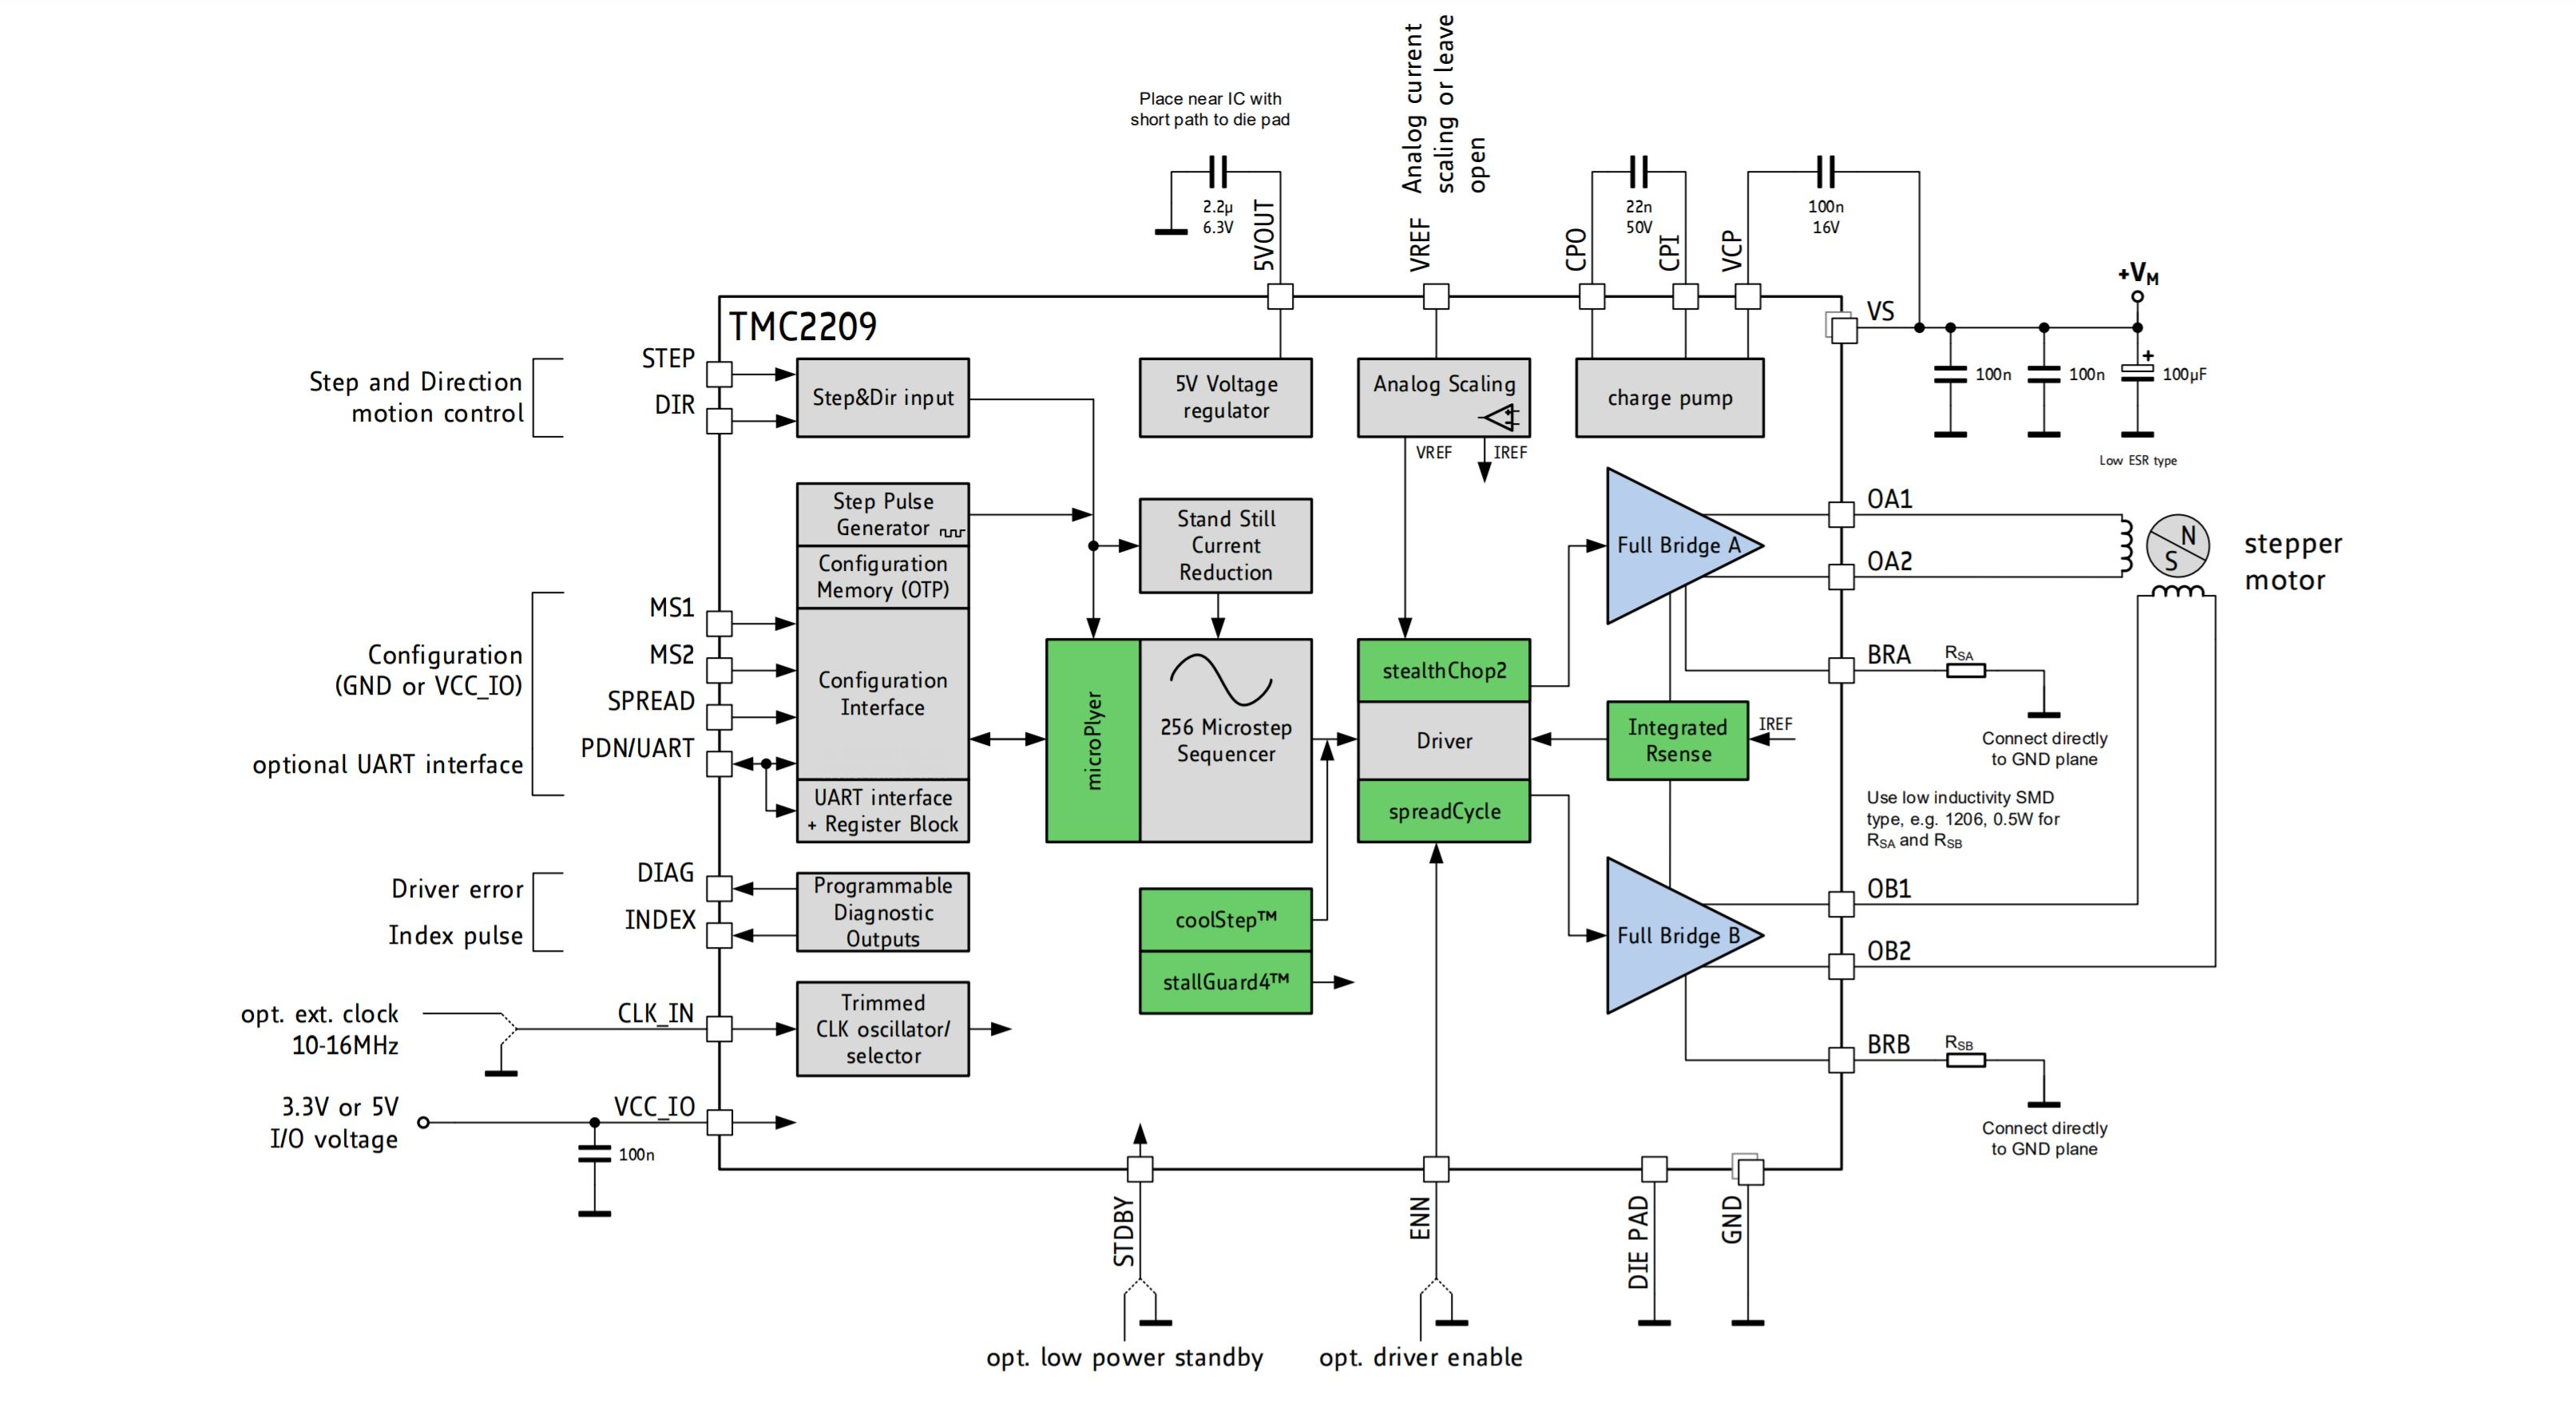 Place near IC with
short path to die pad
2.2µ
6.3V
5VOUT
Analog current
scaling or leave
open
VREF
CPO
22n
50V
CPI
VCP
100n
16V
+VM
VS
100n
100n
+
100µF
Low ESR type
TMC2209
Step and Direction
motion control
STEP
DIR
Step&Dir input
5V Voltage
regulator
Analog Scaling
VREF
IREF
charge pump
Step Pulse
Generator
Configuration
Memory (OTP)
Configuration
Interface
UART interface
+ Register Block
Stand Still
Current
Reduction
Configuration
(GND or VCC_IO)
optional UART interface
MS1
MS2
SPREAD
PDN/UART
microPlyer
256 Microstep
Sequencer
stealthChop2
Driver
spreadCycle
Integrated
Rsense
IREF
Full Bridge A
Full Bridge B
OA1
OA2
N
S
stepper
motor
BRA
RSA
Connect directly
to GND plane
Use low inductivity SMD
type, e.g. 1206, 0.5W for
RSA and RSB
OB1
OB2
BRB
RSB
Connect directly
to GND plane
Driver error
Index pulse
DIAG
INDEX
Programmable
Diagnostic
Outputs
coolStep™
stallGuard4™
opt. ext. clock
10-16MHz
CLK_IN
Trimmed
CLK oscillator/
selector
3.3V or 5V
I/O voltage
VCC_IO
100n
STDBY
ENN
DIE PAD
GND
opt. low power standby
opt. driver enable